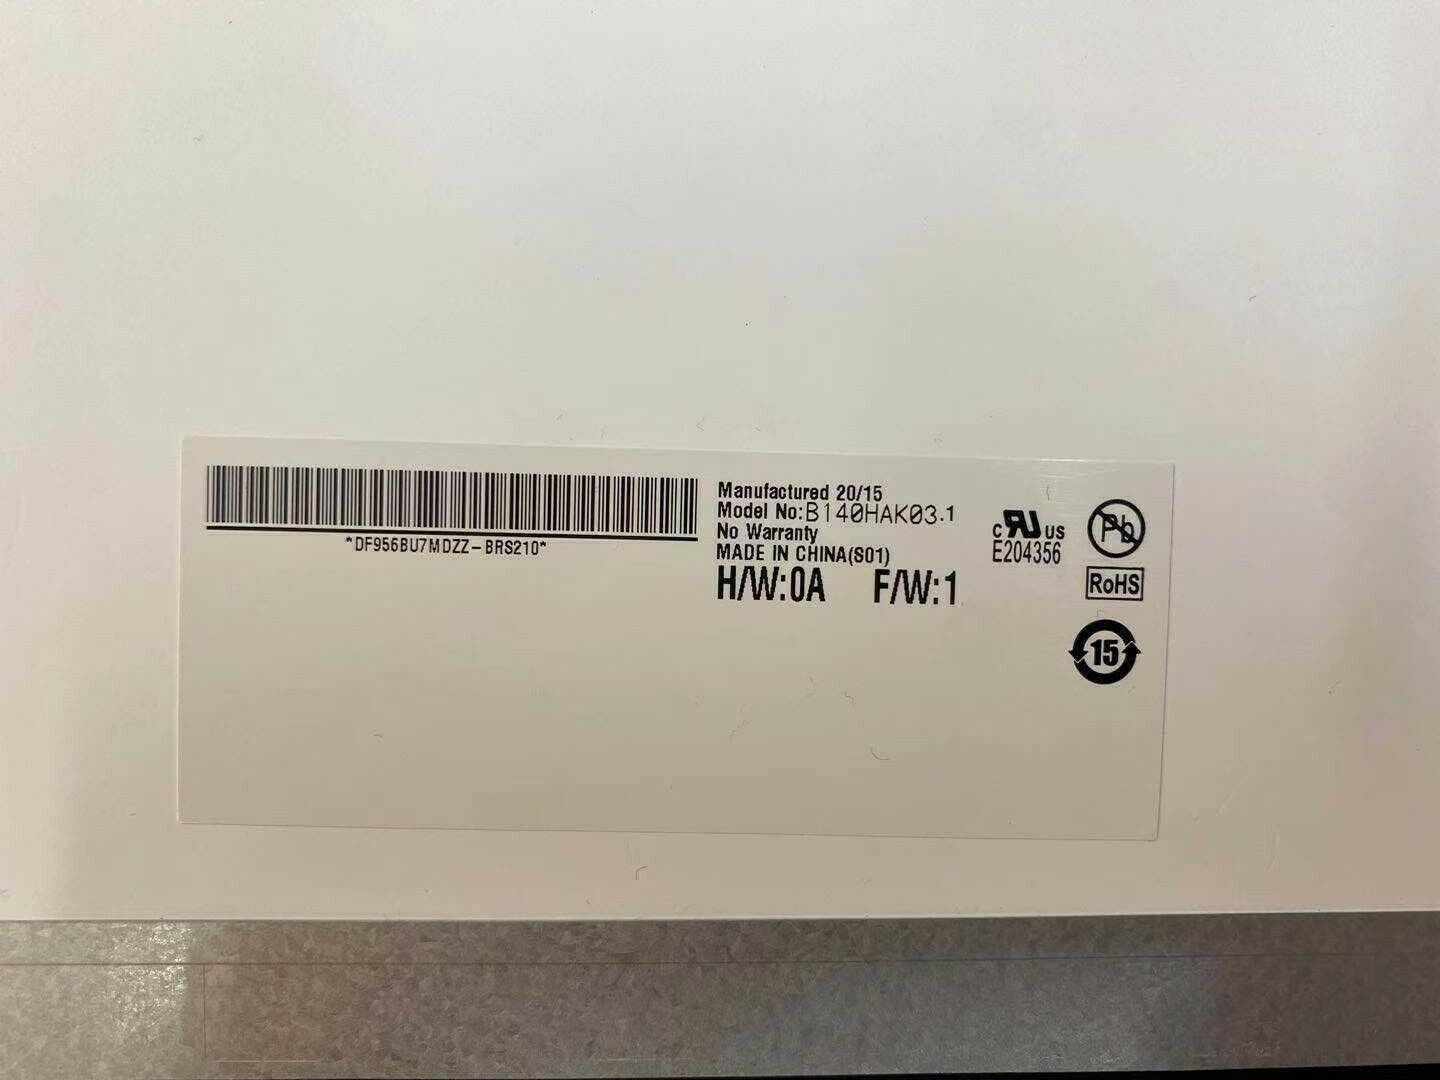 *DF956BU7MDZZ-BRS210*
Manufactured 20/15
Model No:B140HAK03.1
No Warranty
MADE IN CHINA(S01)
H/W:0A F/W:1
c RU US
E204356
Pb
RoHS
15